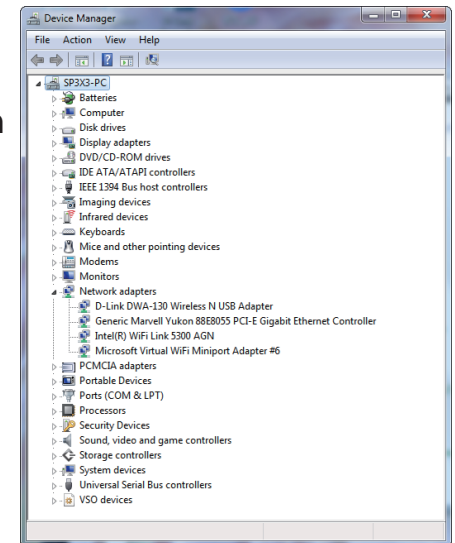 Device Manager
File Action View Help
SP3X3-PC
Batteries
Computer
Disk drives
Display adapters
DVD/CD-ROM drives
IDE ATA/ATAPI controllers
IEEE 1394 Bus host controllers
Imaging devices
Infrared devices
Keyboards
Mice and other pointing devices
Modems
Monitors
Network adapters
D-Link DWA-130 Wireless N USB Adapter
Generic Marvell Yukon 88E8055 PCI-E Gigabit Ethernet Controller
Intel(R) WiFi Link 5300 AGN
Microsoft Virtual WiFi Miniport Adapter #6
PCMCIA adapters
Portable Devices
Ports (COM & LPT)
Processors
Security Devices
Sound, video and game controllers
Storage controllers
System devices
Universal Serial Bus controllers
VSO devices